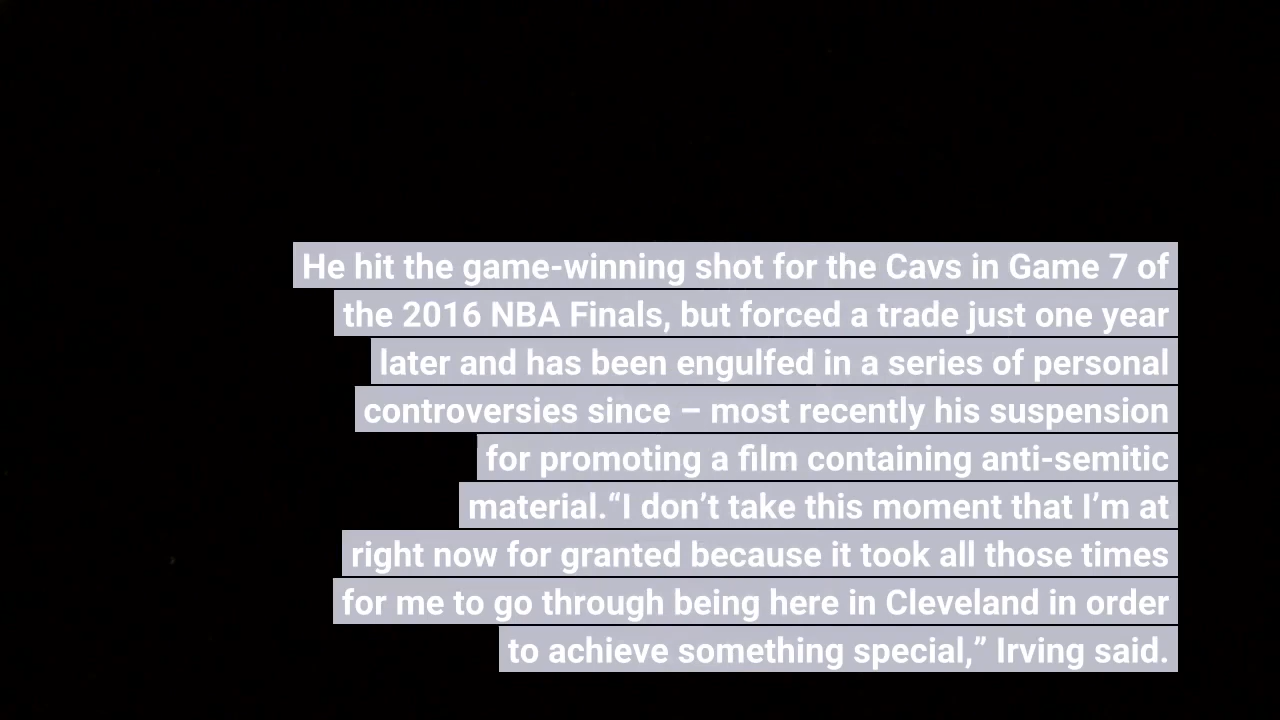 He hit the game-winning shot for the Cavs in Game 7 of
the 2016 NBA Finals, but forced a trade just one year
later and has been engulfed in a series of personal
controversies since – most recently his suspension
for promoting a film containing anti-semitic
material.“I don’t take this moment that I’m at
right now for granted because it took all those times
for me to go through being here in Cleveland in order
to achieve something special,” Irving said.